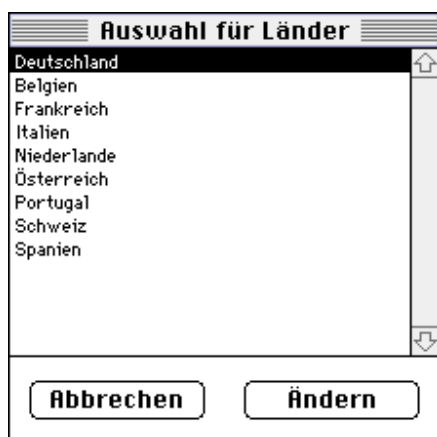 Auswahl für Länder
Deutschland
Belgien
Frankreich
Italien
Niederlande
Österreich
Portugal
Schweiz
Spanien
Abbrechen Ändern